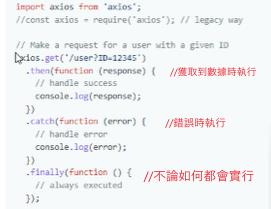 import axios from 'axios';
//const axios = require('axios'); // legacy way
// Make a request for a user with a given ID
axios.get('/user?ID=12345')
.then(function (response) { //獲取到數據時執行
// handle success
console.log(response);
})
.catch(function (error) { //錯誤時執行
// handle error
console.log(error);
})
.finally(function () { //不論如何都會實行
// always executed
});